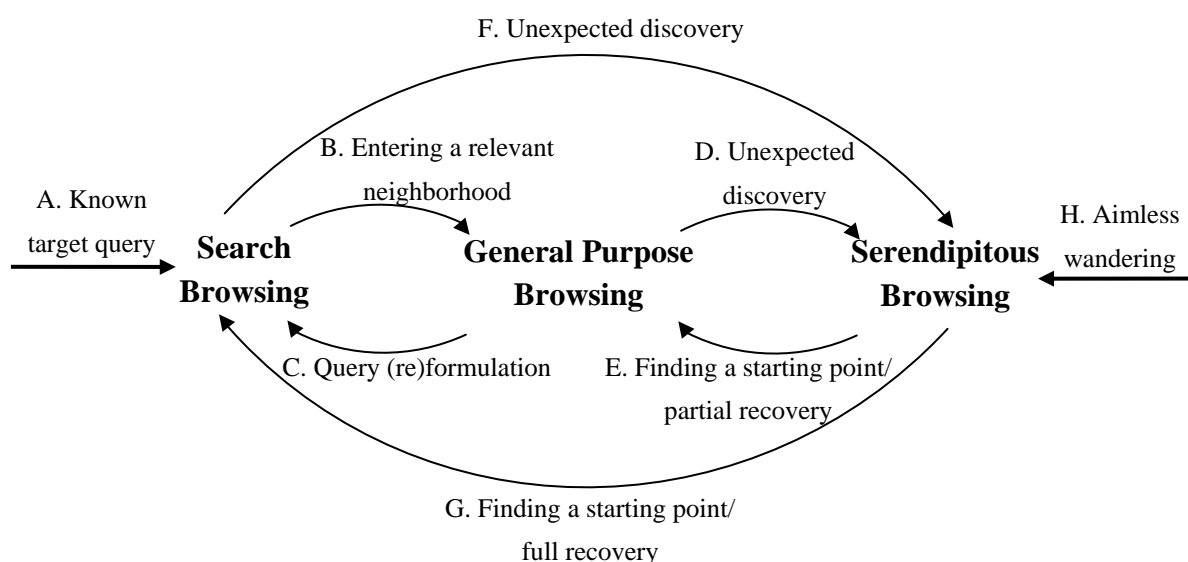 F. Unexpected discovery
B. Entering a relevant
neighborhood
D. Unexpected
discovery
A. Known
target query
H. Aimless
wandering
Search
Browsing
General Purpose
Browsing
Serendipitous
Browsing
C. Query (re)formulation
E. Finding a starting point/
partial recovery
G. Finding a starting point/
full recovery